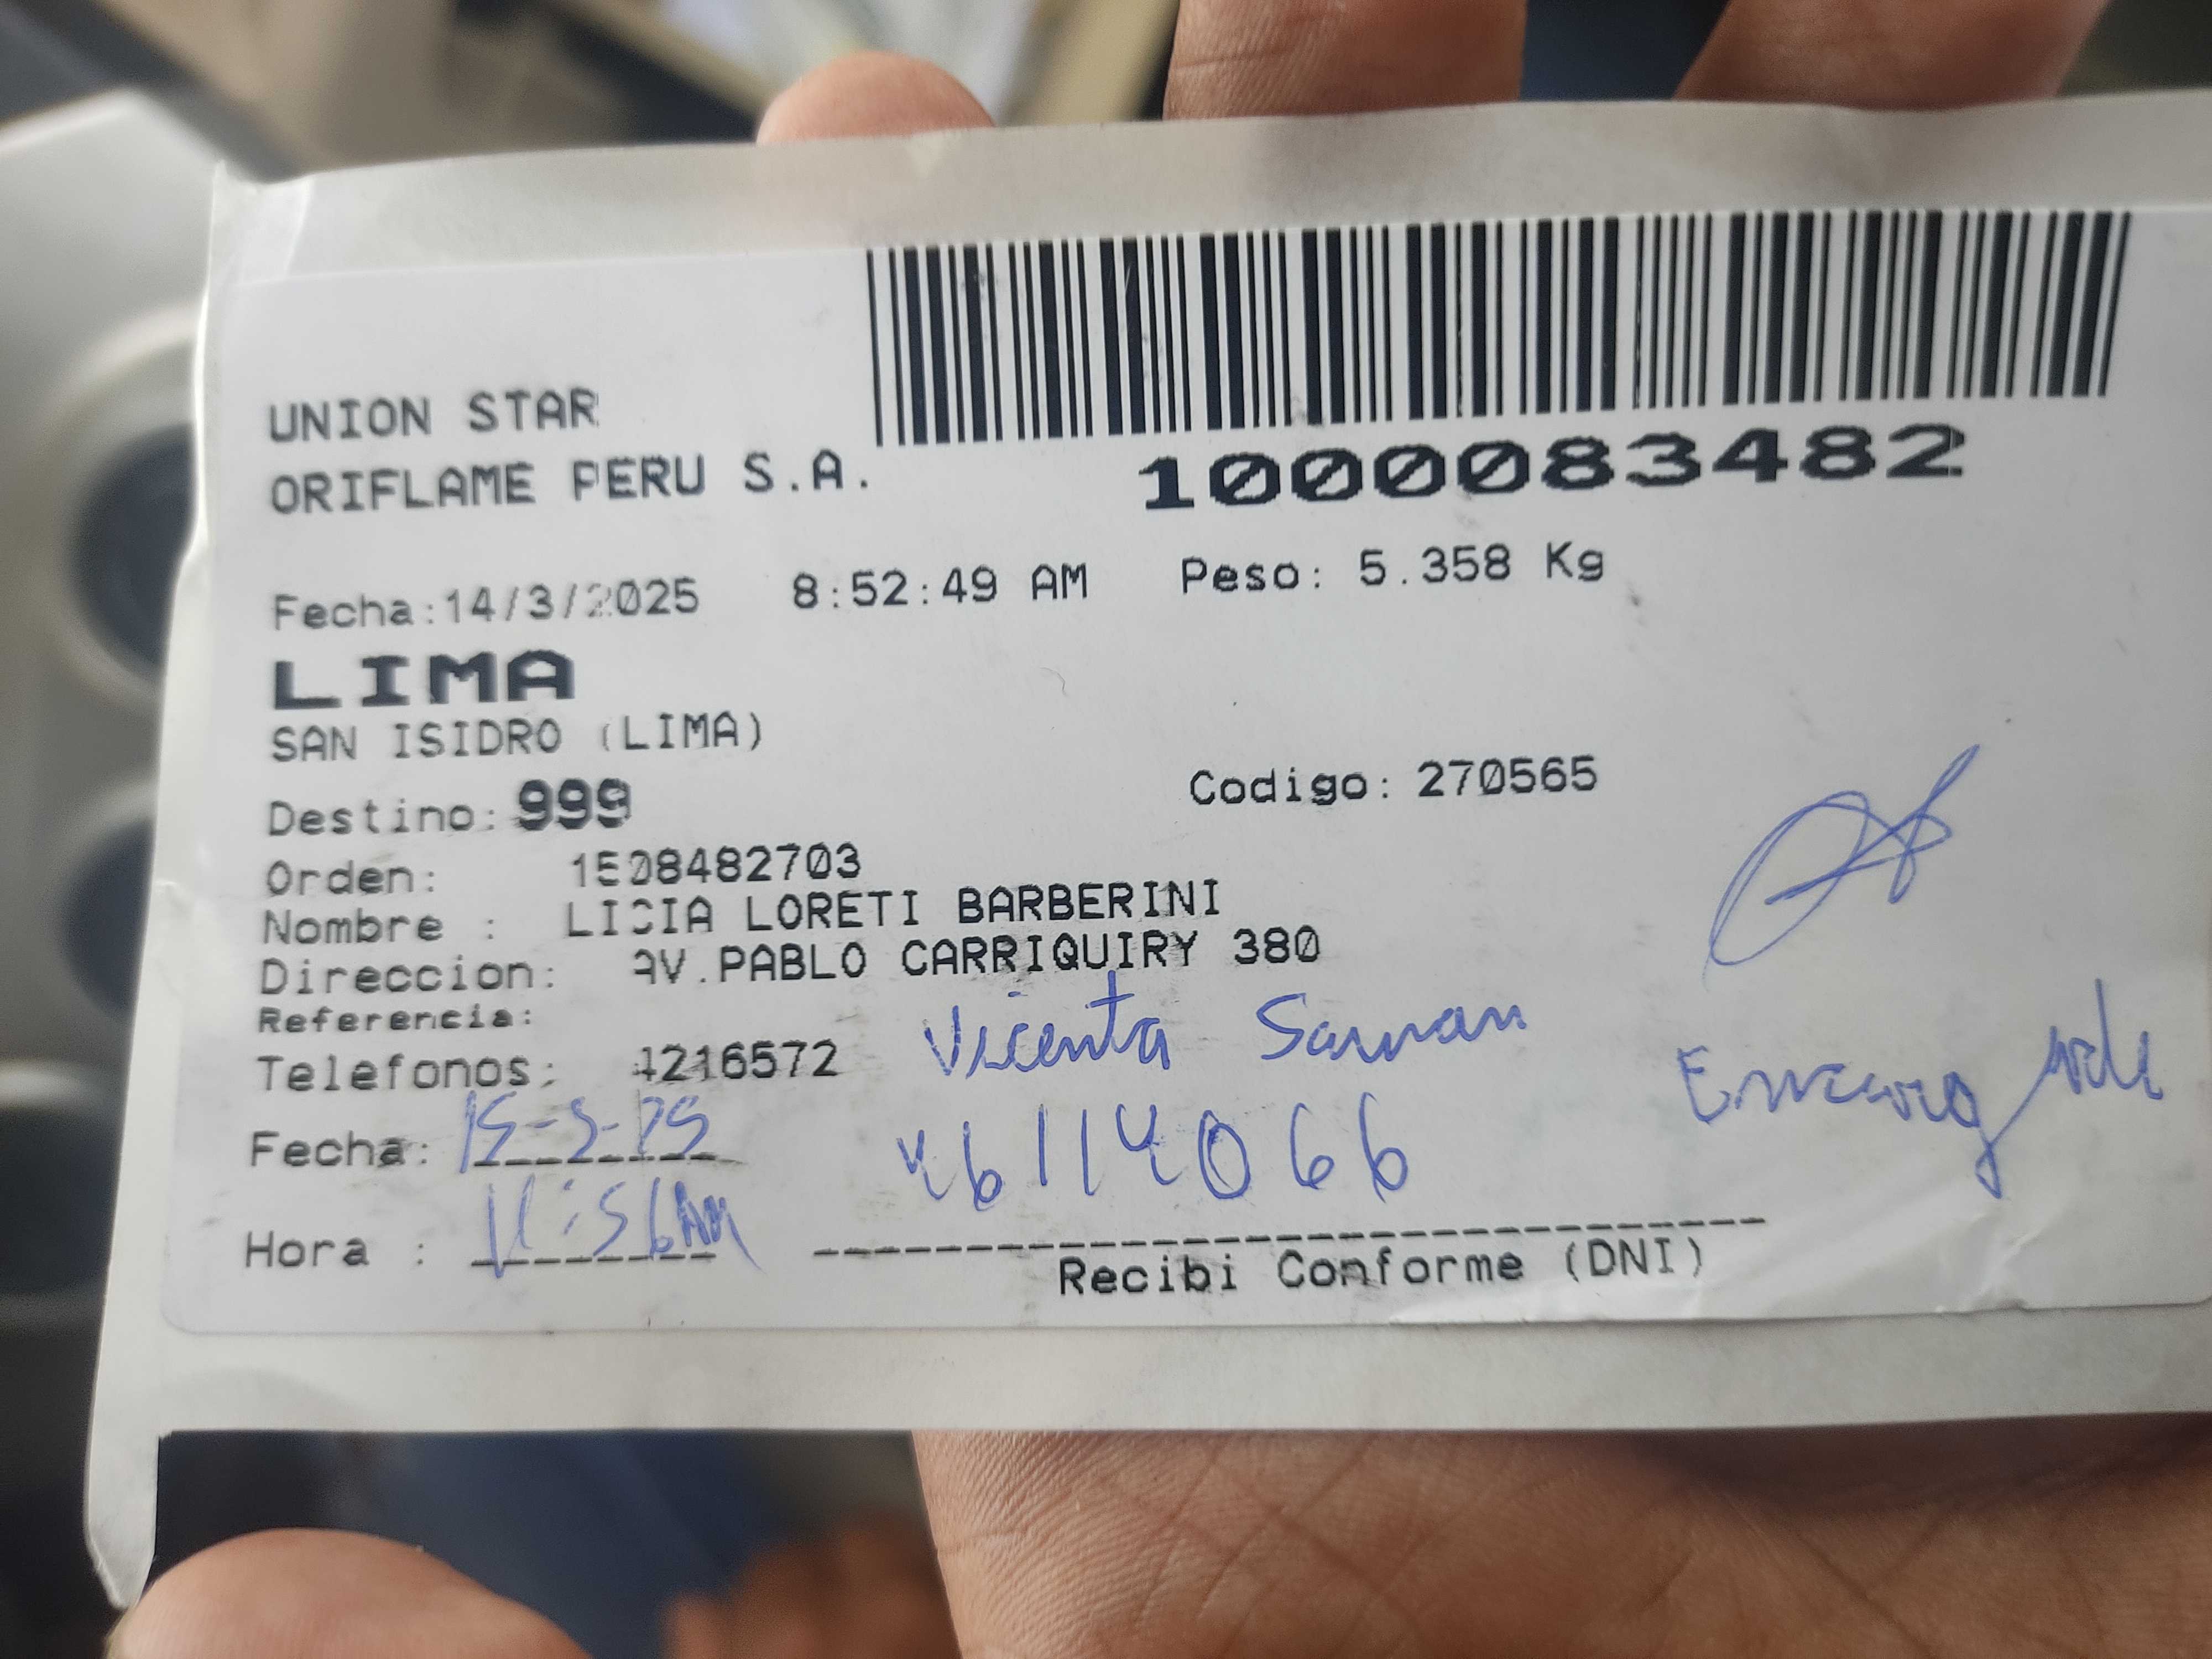 UNION STAR
ORIFLAME PERU S.A.
1000083482
Fecha:14/3/2025 8:52:49 AM Peso: 5.358 Kg
LIMA
SAN ISIDRO (LIMA)
Destino: 999 Codigo: 270565
Orden: 1508482703
Nombre : LICIA LORETI BARBERINI
Direccion: AV.PABLO CARRIQUIRY 380
Referencia:
Telefonos: 4216572 Vicenta
Fecha: 15-3-25 46114066
Hora : 11:56AM
Recibi Conforme (DNI)